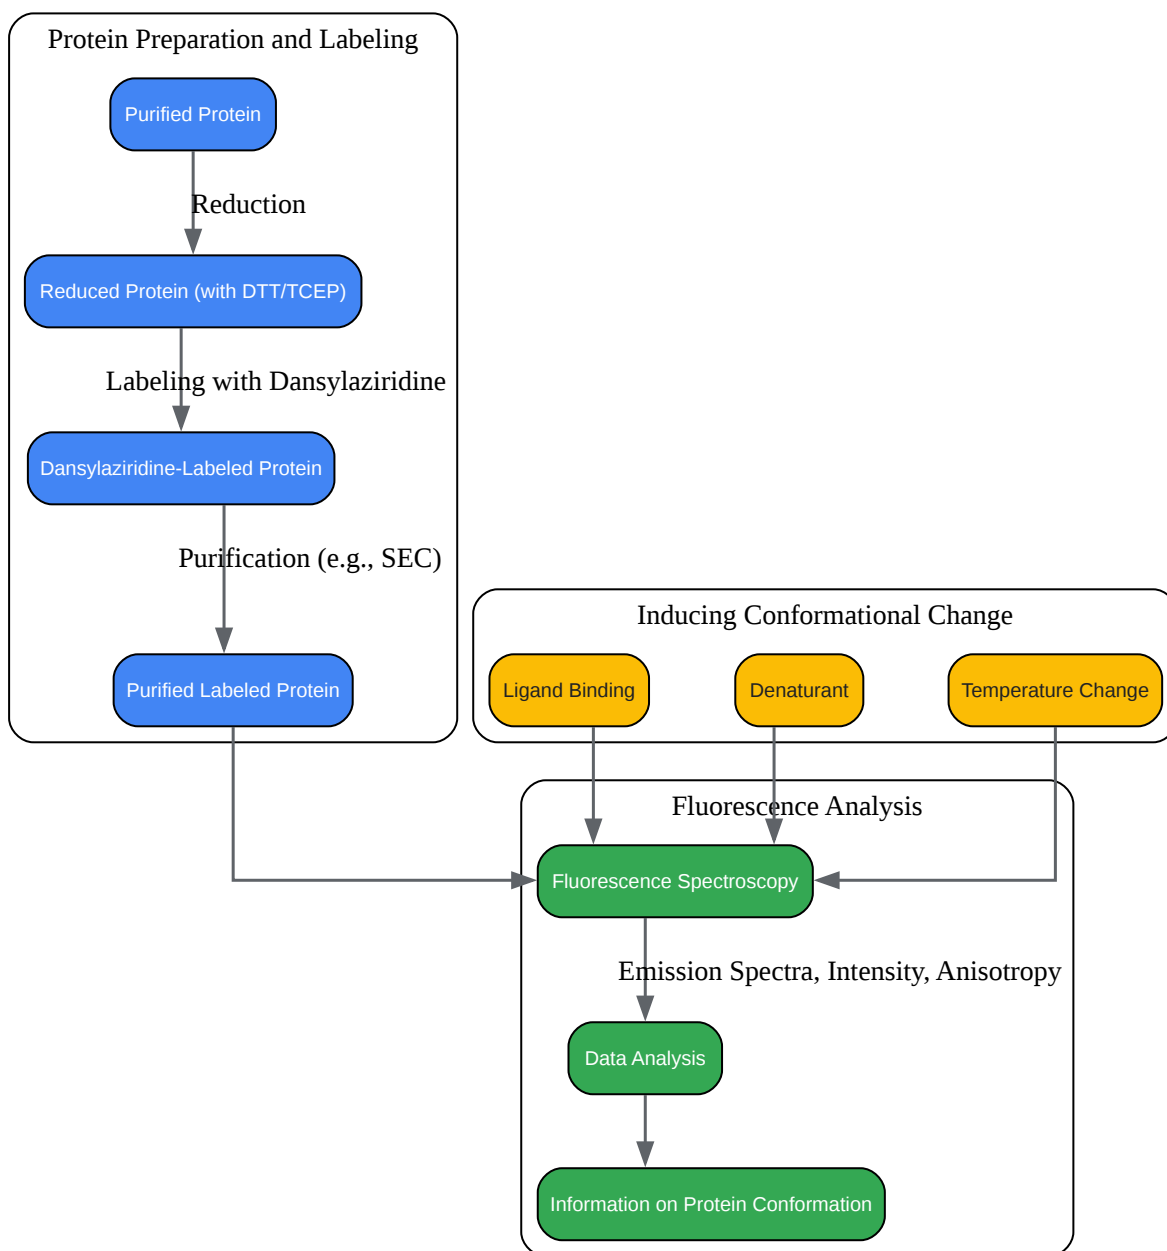 Protein Preparation and Labeling
Purified Protein
Reduction
Reduced Protein (with DTT/TCEP)
Labeling with Dansylaziridine
Dansylaziridine-Labeled Protein
Purification (e.g., SEC)
Purified Labeled Protein
Inducing Conformational Change
Ligand Binding
Denaturant
Temperature Change
Fluorescence Analysis
Fluorescence Spectroscopy
Emission Spectra, Intensity, Anisotropy
Data Analysis
Information on Protein Conformation